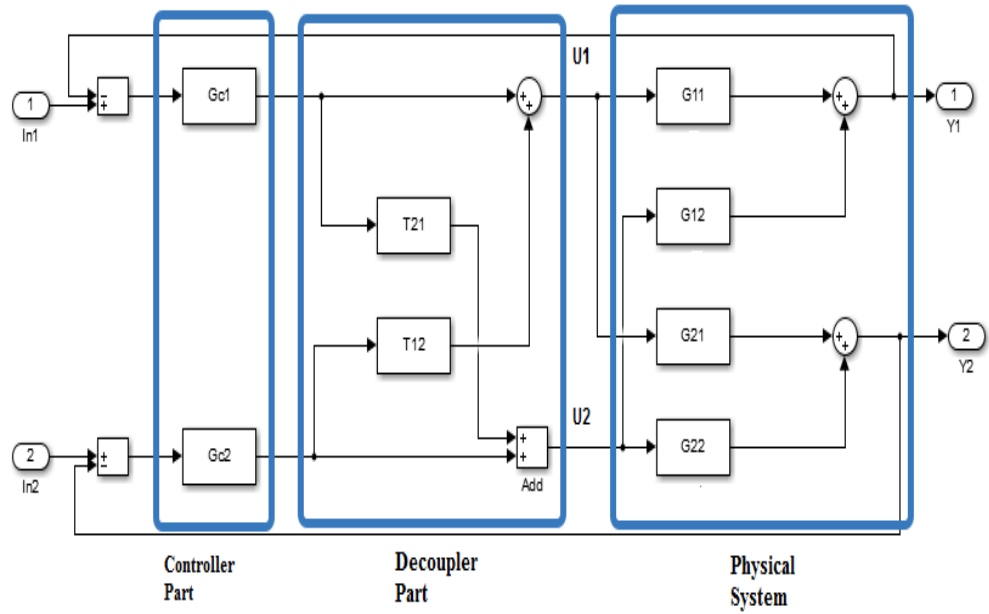 U1
1
In1
−
+
Gc1
+
+
G11
+
+
1
Y1
T21
G12
T12
G21
+
+
2
Y2
U2
2
In2
+
−
Gc2
+
+
Add
G22
Controller
Part
Decoupler
Part
Physical
System